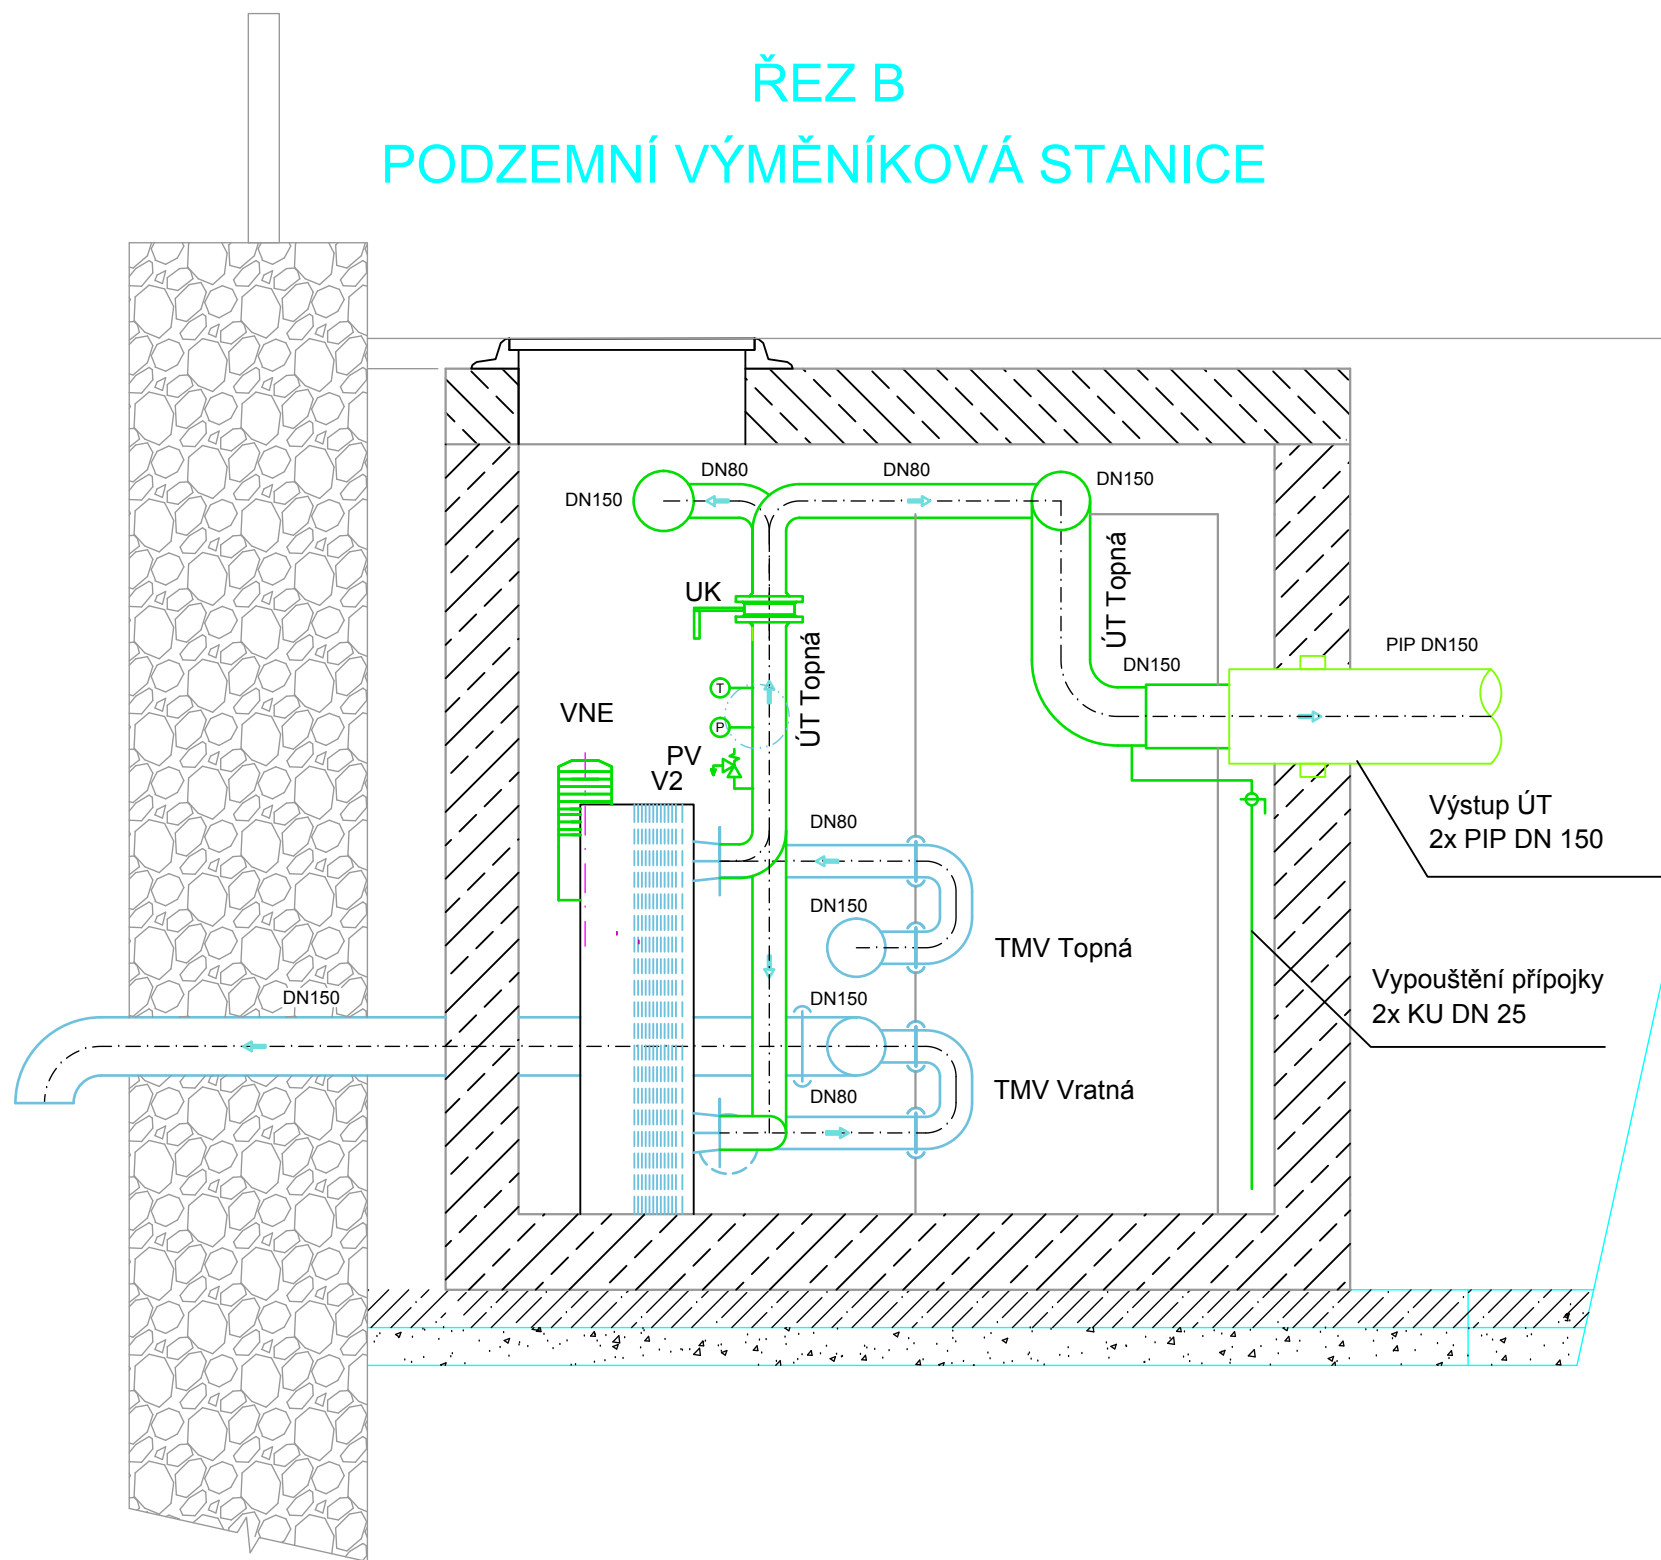 ŘEZ B
PODZEMNÍ VÝMĚNÍKOVÁ STANICE
DN80
DN80
DN150
DN150
ÚT Topná
UK
ÚT Topná
PIP DN150
DN150
T
P
VNE
PV
V2
Výstup ÚT
2x PIP DN 150
DN80
DN150
TMV Topná
Vypouštění přípojky
2x KU DN 25
DN150
DN150
TMV Vratná
DN80